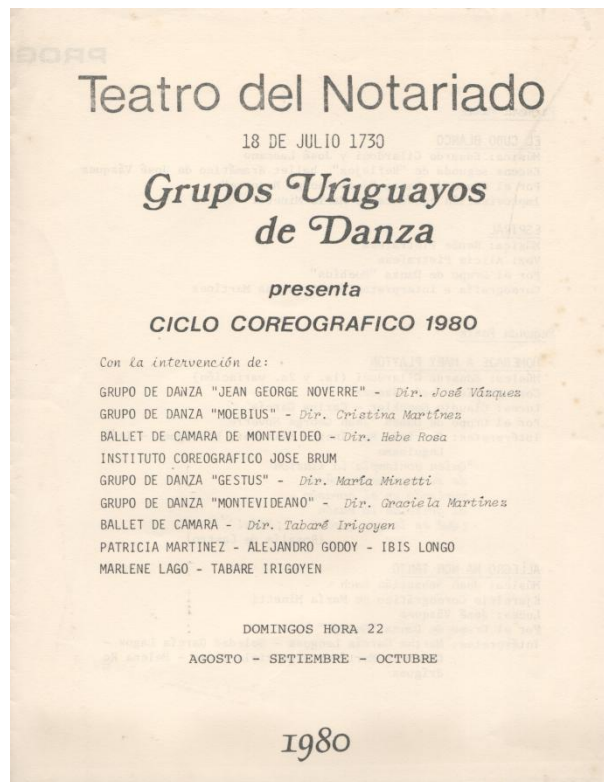 Teatro del Notariado
18 DE JULIO 1730
Grupos Uruguayos
de Danza
presenta
CICLO COREOGRAFICO 1980
Con la intervención de:
GRUPO DE DANZA "JEAN GEORGE NOVERRE" - Dir. José Vázquez
GRUPO DE DANZA "MOEBIUS" - Dir. Cristina Martínez
BALLET DE CAMARA DE MONTEVIDEO - Dir. Hebe Rosa
INSTITUTO COREOGRAFICO JOSE BRUM
GRUPO DE DANZA "GESTUS" - Dir. María Minetti
GRUPO DE DANZA "MONTEVIDEANO" - Dir. Graciela Martínez
BALLET DE CAMARA - Dir. Tabaré Irigoyen
PATRICIA MARTINEZ - ALEJANDRO GODOY - IBIS LONGO
MARLENE LAGO - TABARE IRIGOYEN
DOMINGOS HORA 22
AGOSTO - SETIEMBRE - OCTUBRE
1980